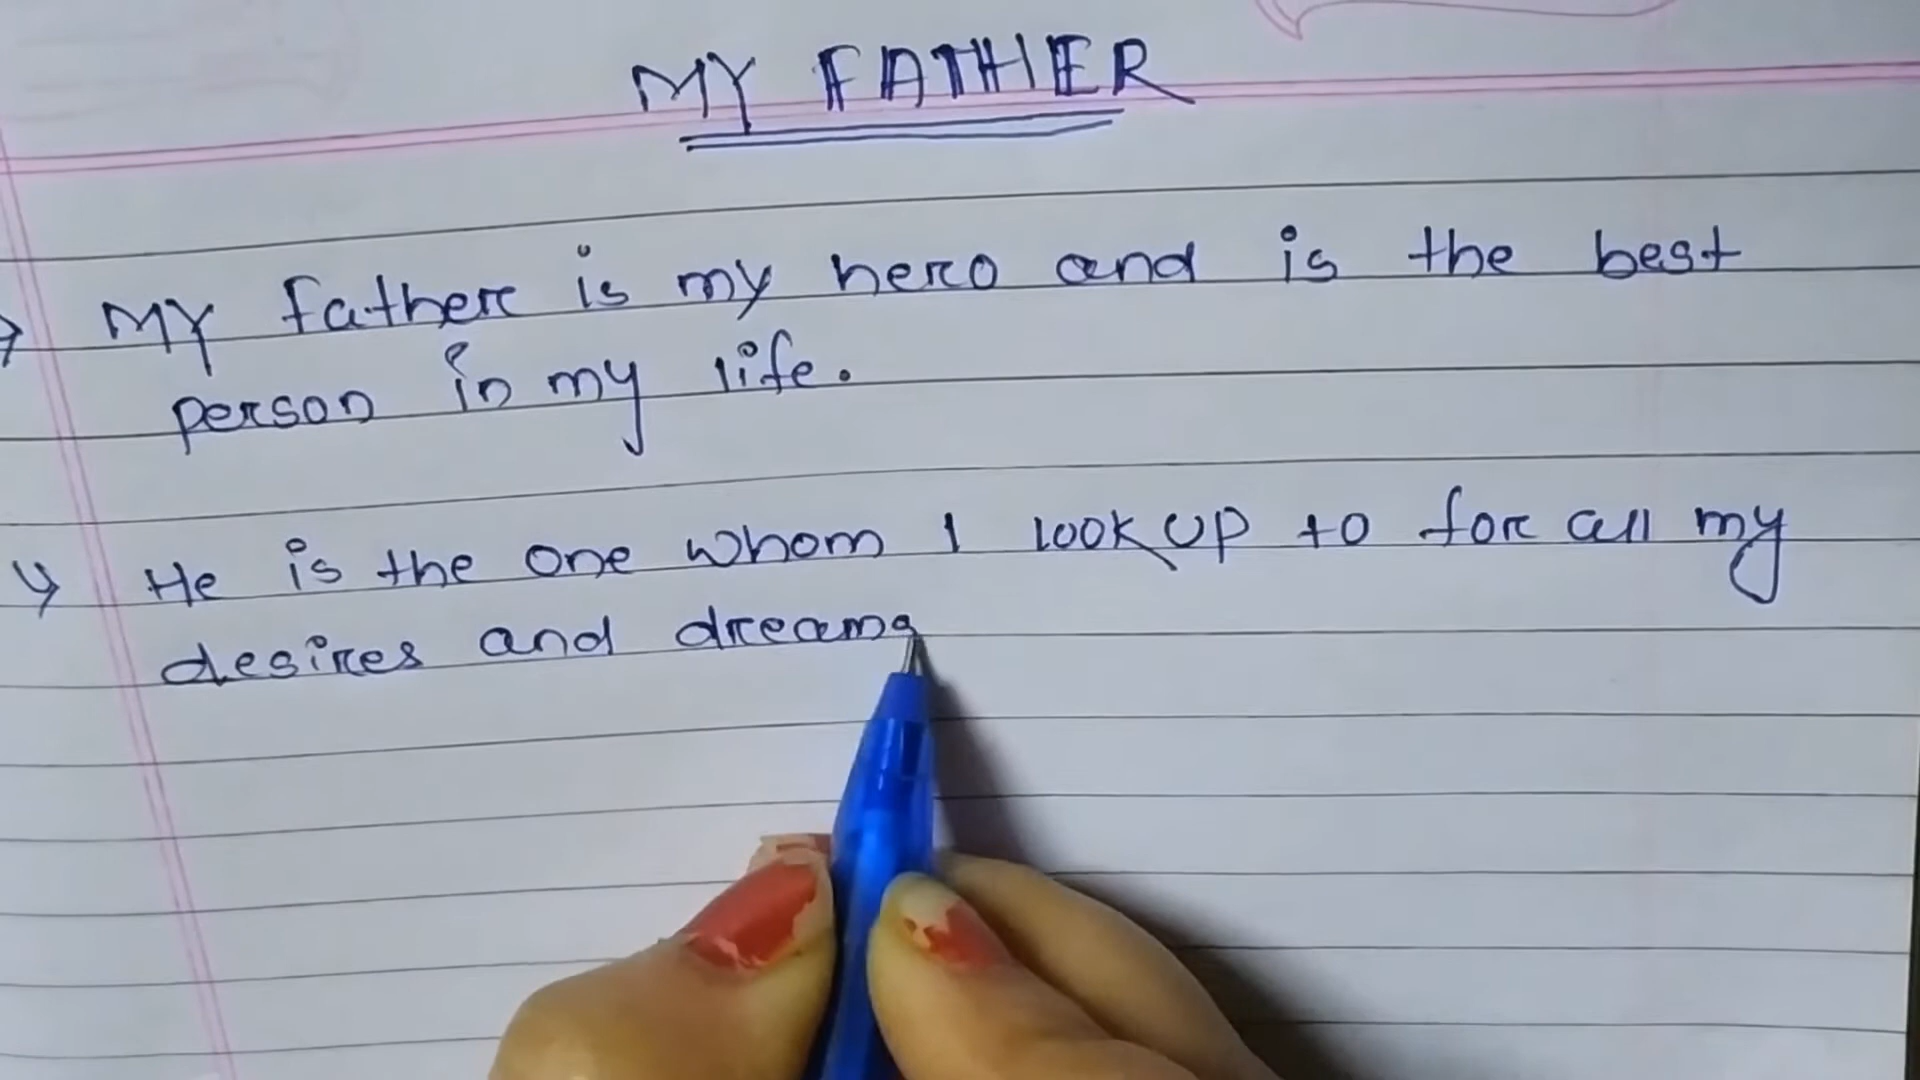 MY FATHER
→ My father is my hero and is the best
person in my life.
→ He is the one whom I look up to for all my
desires and dreams